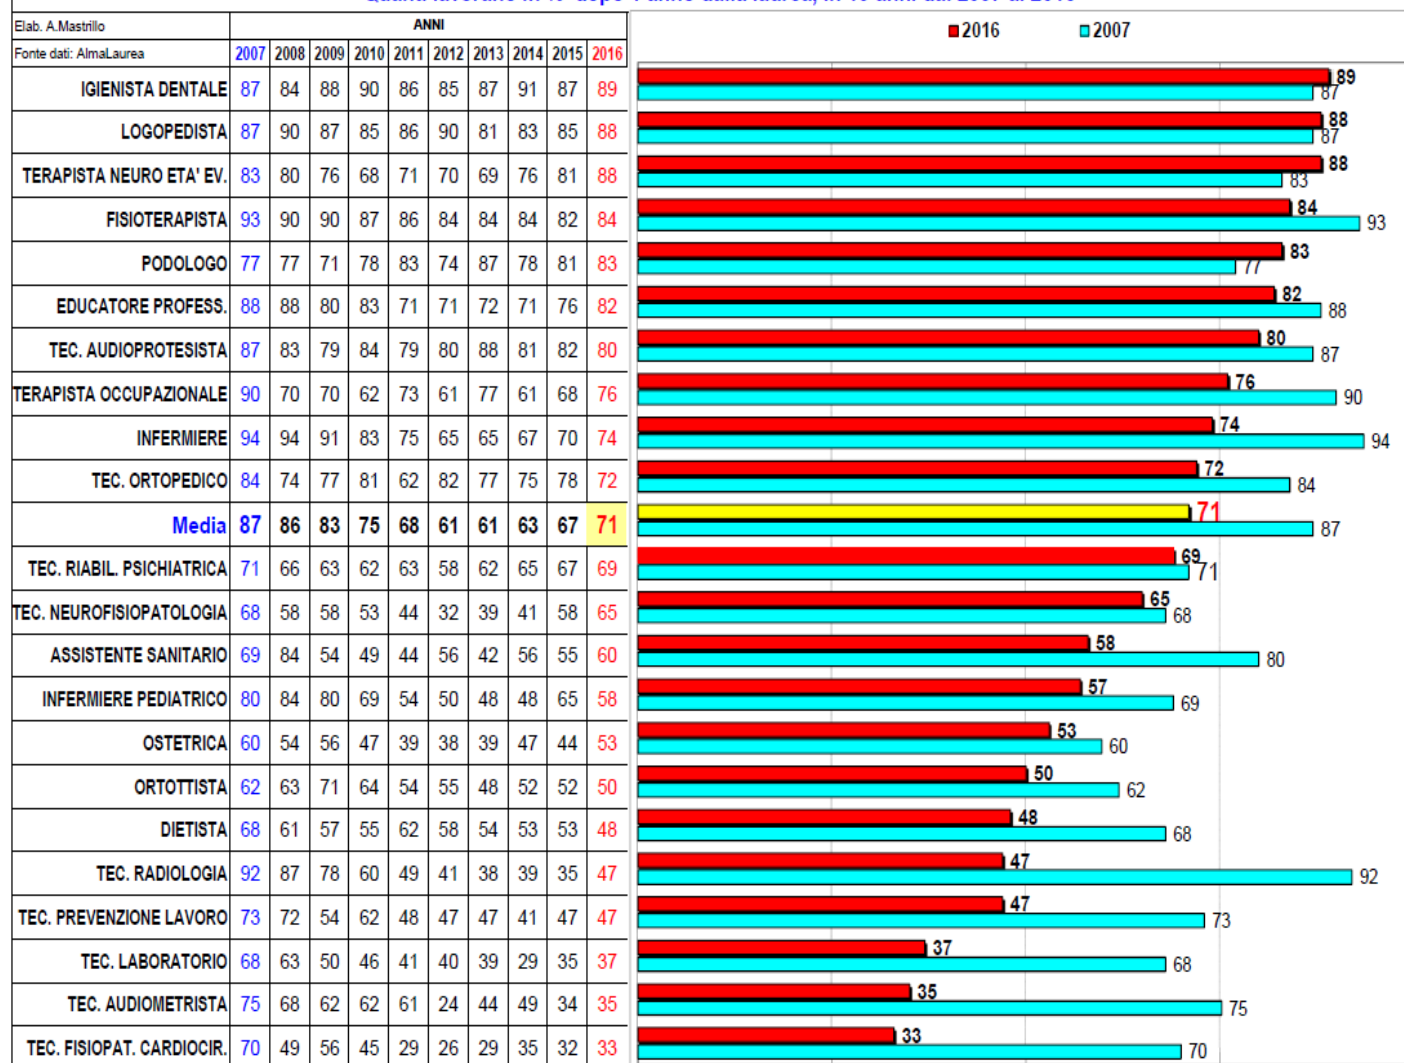 Elab. A.Mastrillo ANNI
Fonte dati: AlmaLaurea 2007 2008 2009 2010 2011 2012 2013 2014 2015 2016
2016 2007
IGIENISTA DENTALE 87 84 88 90 86 85 87 91 87 89 89 87
LOGOPEDISTA 87 90 87 85 86 90 81 83 85 88 88 87
TERAPISTA NEURO ETA' EV. 83 80 76 68 71 70 69 76 81 88 88 83
FISIOTERAPISTA 93 90 90 87 86 84 84 84 82 84 84 93
PODOLOGO 77 77 71 78 83 74 87 78 81 83 83 77
EDUCATORE PROFESS. 88 88 80 83 71 71 72 71 76 82 82 88
TEC. AUDIOPROTESISTA 87 83 79 84 79 80 88 81 82 80 80 87
TERAPISTA OCCUPAZIONALE 90 70 70 62 73 61 77 61 68 76 76 90
INFERMIERE 94 94 91 83 75 65 65 67 70 74 74 94
TEC. ORTOPEDICO 84 74 77 81 62 82 77 75 78 72 72 84
Media 87 86 83 75 68 61 61 63 67 71 71 87
TEC. RIABIL. PSICHIATRICA 71 66 63 62 63 58 62 65 67 69 69 71
TEC. NEUROFISIOPATOLOGIA 68 58 58 53 44 32 39 41 58 65 65 68
ASSISTENTE SANITARIO 69 84 54 49 44 56 42 56 55 60 58 80
INFERMIERE PEDIATRICO 80 84 80 69 54 50 48 48 65 58 57 69
OSTETRICA 60 54 56 47 39 38 39 47 44 53 53 60
ORTOTTISTA 62 63 71 64 54 55 48 52 52 50 50 62
DIETISTA 68 61 57 55 62 58 54 53 53 48 48 68
TEC. RADIOLOGIA 92 87 78 60 49 41 38 39 35 47 47 92
TEC. PREVENZIONE LAVORO 73 72 54 62 48 47 47 41 47 47 47 73
TEC. LABORATORIO 68 63 50 46 41 40 39 29 35 37 37 68
TEC. AUDIOMETRISTA 75 68 62 62 61 24 44 49 34 35 35 75
TEC. FISIOPAT. CARDIOCIR. 70 49 56 45 29 26 29 35 32 33 33 70